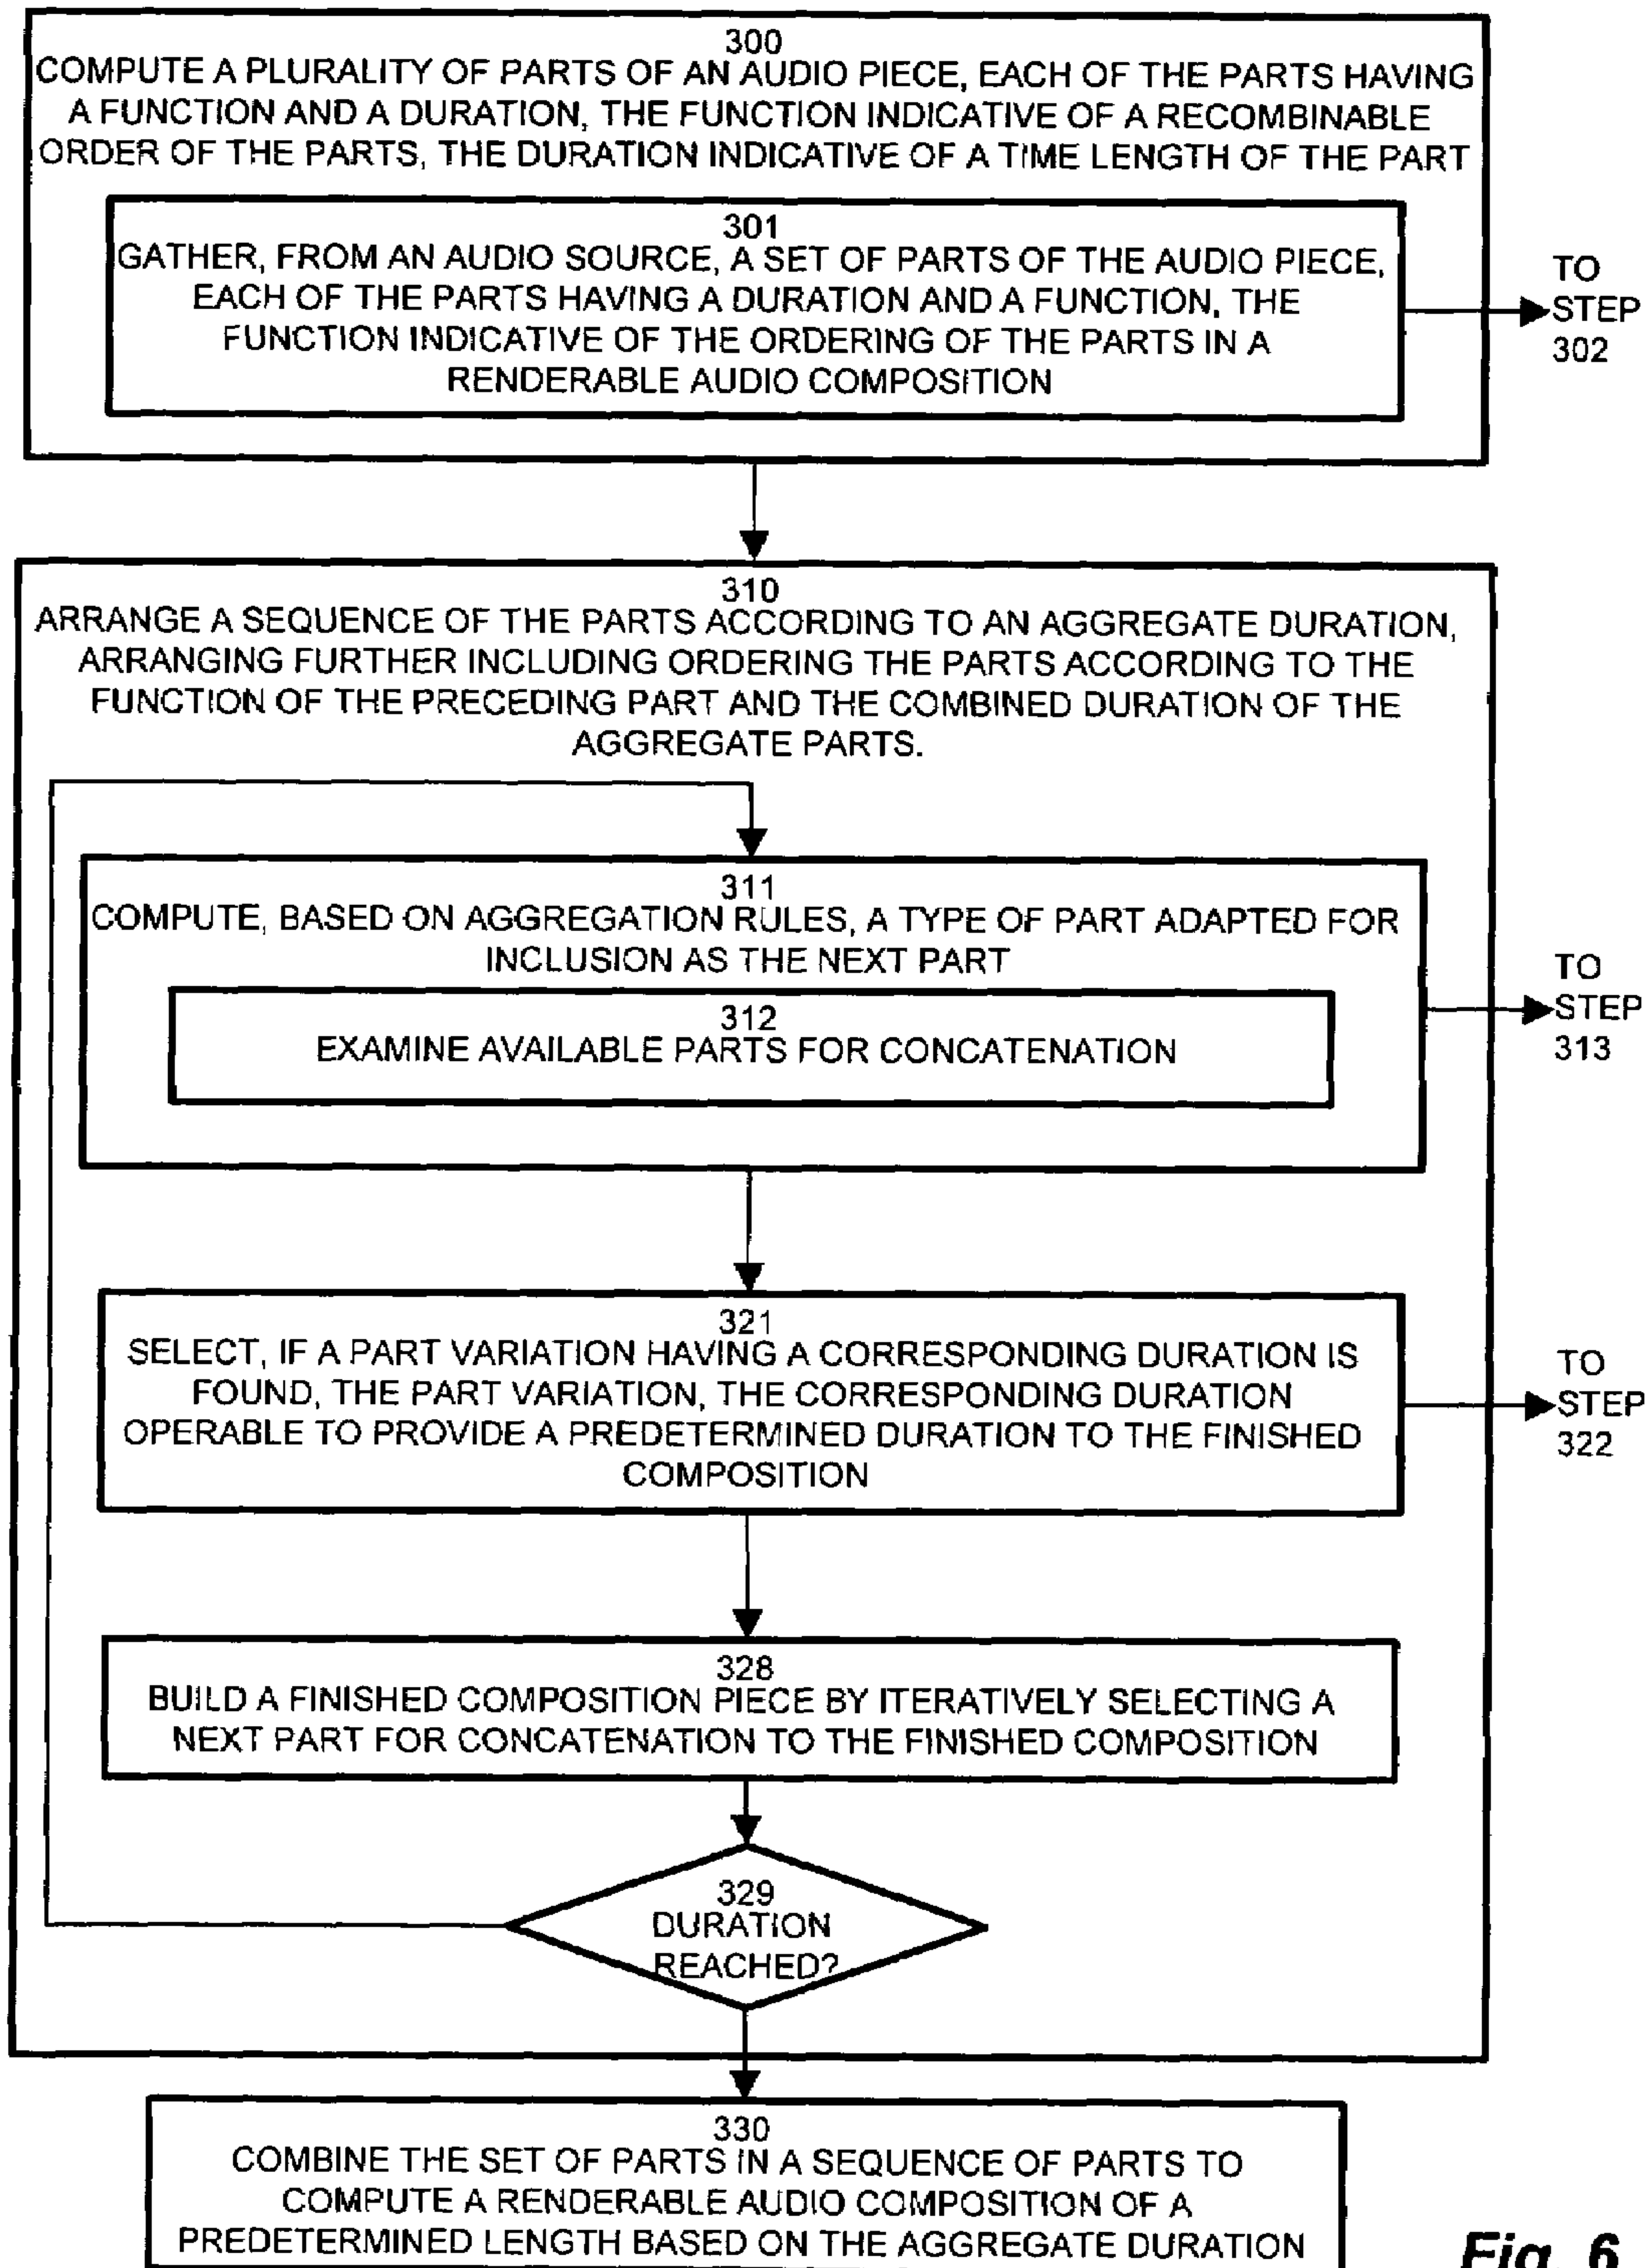 300
COMPUTE A PLURALITY OF PARTS OF AN AUDIO PIECE, EACH OF THE PARTS HAVING
A FUNCTION AND A DURATION, THE FUNCTION INDICATIVE OF A RECOMBINABLE
ORDER OF THE PARTS, THE DURATION INDICATIVE OF A TIME LENGTH OF THE PART
301
GATHER, FROM AN AUDIO SOURCE, A SET OF PARTS OF THE AUDIO PIECE,
EACH OF THE PARTS HAVING A DURATION AND A FUNCTION, THE
FUNCTION INDICATIVE OF THE ORDERING OF THE PARTS IN A
RENDERABLE AUDIO COMPOSITION
TO
STEP
302
310
ARRANGE A SEQUENCE OF THE PARTS ACCORDING TO AN AGGREGATE DURATION,
ARRANGING FURTHER INCLUDING ORDERING THE PARTS ACCORDING TO THE
FUNCTION OF THE PRECEDING PART AND THE COMBINED DURATION OF THE
AGGREGATE PARTS.
311
COMPUTE, BASED ON AGGREGATION RULES, A TYPE OF PART ADAPTED FOR
INCLUSION AS THE NEXT PART
312
EXAMINE AVAILABLE PARTS FOR CONCATENATION
TO
STEP
313
321
SELECT, IF A PART VARIATION HAVING A CORRESPONDING DURATION IS
FOUND, THE PART VARIATION, THE CORRESPONDING DURATION
OPERABLE TO PROVIDE A PREDETERMINED DURATION TO THE FINISHED
COMPOSITION
TO
STEP
322
328
BUILD A FINISHED COMPOSITION PIECE BY ITERATIVELY SELECTING A
NEXT PART FOR CONCATENATION TO THE FINISHED COMPOSITION
329
DURATION
REACHED?
330
COMBINE THE SET OF PARTS IN A SEQUENCE OF PARTS TO
COMPUTE A RENDERABLE AUDIO COMPOSITION OF A
PREDETERMINED LENGTH BASED ON THE AGGREGATE DURATION
Fig. 6